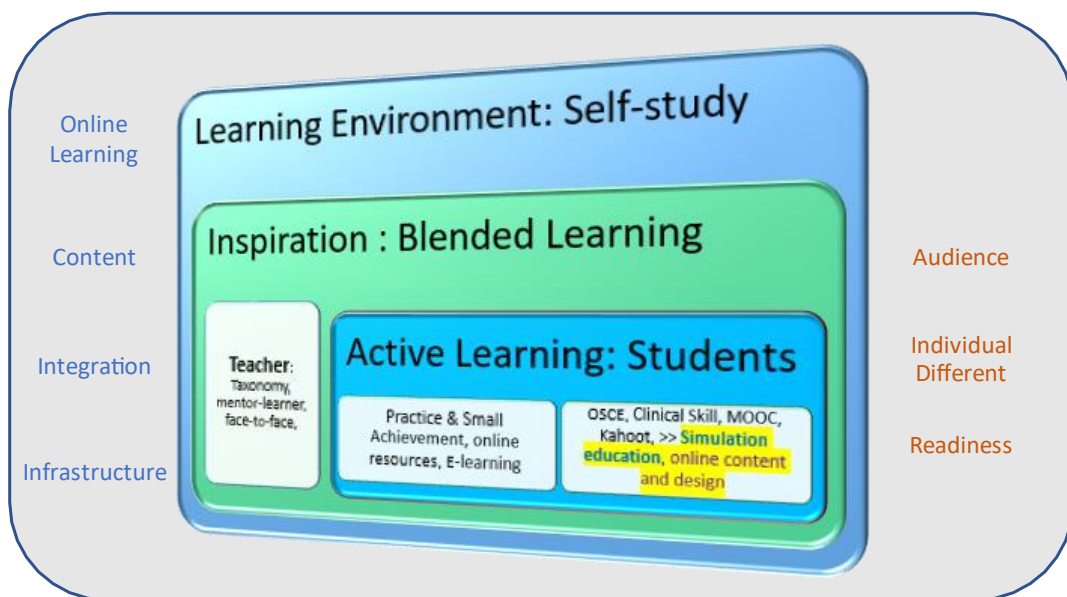 Learning Environment: Self-study
Inspiration : Blended Learning
Teacher:
Taxonomy,
mentor-learner,
face-to-face,
Active Learning: Students
Practice & Small
Achievement, online
resources, E-learning
OSCE, Clinical Skill, MOOC,
Kahoot, >> Simulation
education, online content
and design
Online
Learning
Content
Integration
Infrastructure
Audience
Individual
Different
Readiness